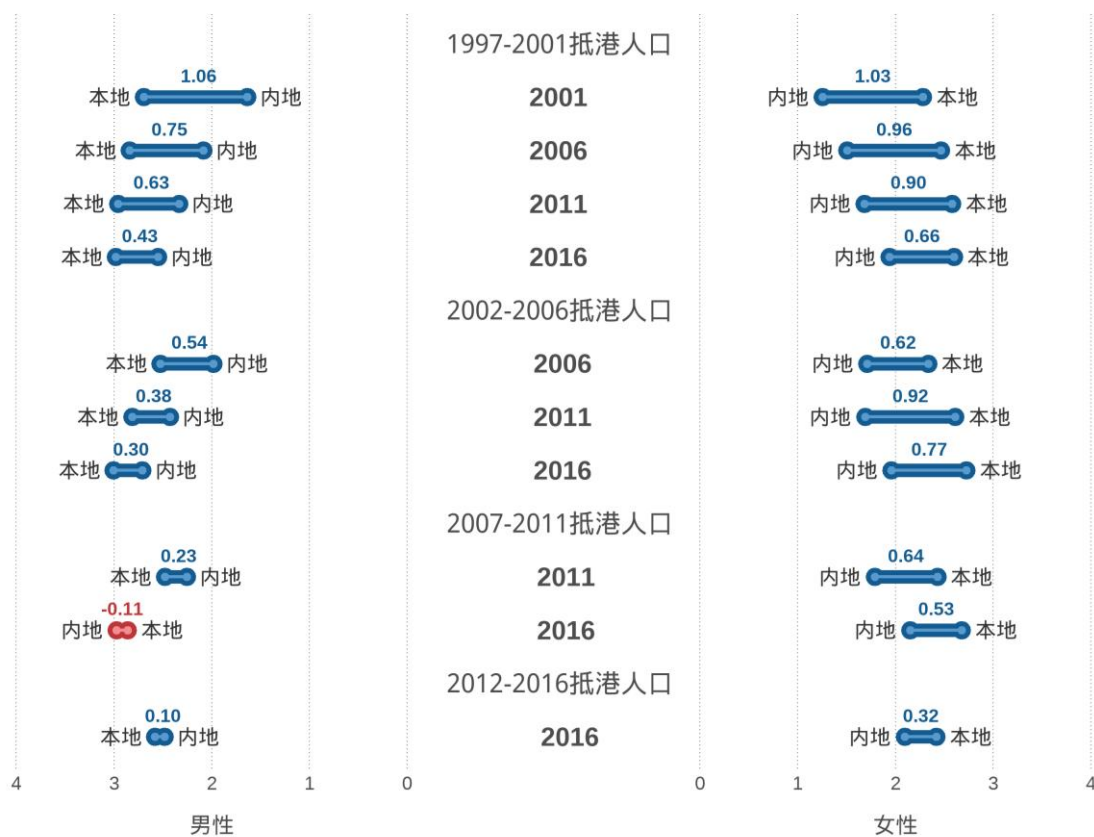 1997-2001抵港人口
1.06 1.03
本地 内地 2001 内地 本地
0.75 0.96
本地 内地 2006 内地 本地
0.63 0.90
本地 内地 2011 内地 本地
0.43 0.66
本地 内地 2016 内地 本地
2002-2006抵港人口
0.54 0.62
本地 内地 2006 内地 本地
0.38 0.92
本地 内地 2011 内地 本地
0.30 0.77
本地 内地 2016 内地 本地
2007-2011抵港人口
0.23 0.64
本地 内地 2011 内地 本地
-0.11 0.53
内地 本地 2016 内地 本地
2012-2016抵港人口
0.10 0.32
本地 内地 2016 内地 本地
4 3 2 1 0 0 1 2 3 4
男性 女性